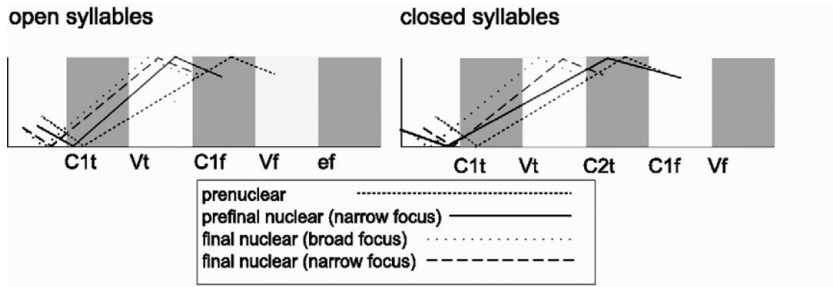 open syllables
closed syllables
C1t Vt C1f Vf ef
C1t Vt C2t C1f Vf
prenuclear
prefinal nuclear (narrow focus)
final nuclear (broad focus)
final nuclear (narrow focus)